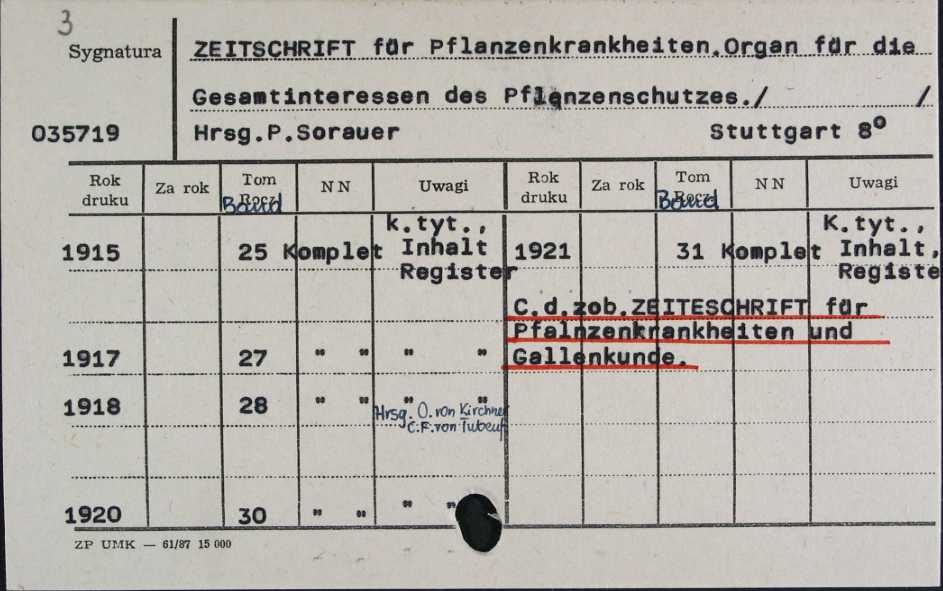 3
Sygnatura
ZEITSCHRIFT für Pflanzenkrankheiten.Organ für die
Gesamtinteressen des Pflanzenschutzes./ /
035719 Hrsg.P.Sorauer Stuttgart 8°
Rok druku Za rok Tom Rocz. Band NN Uwagi Rok druku Za rok Tom Rocz. Band NN Uwagi
1915 25 Komplet k.tyt., Inhalt Register 1921 31 Komplet k.tyt., Inhalt, Registe
C.d.zob.ZEITESCHRIFT für
Pfalnzenkrankheiten und
1917 27 " " " " Gallenkunde.
1918 28 " " " "
Hrsg. O. von Kirchner
C.F. von Tubeuf
1920 30 " " " "
ZP UMK — 61/87 15 000